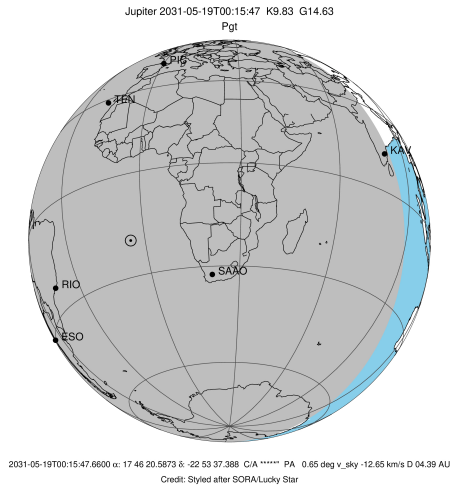 Jupiter 2031-05-19T00:15:47 K9.83 G14.63
Pgt
PIC
TEN
KAV
SAAO
RIO
ESO
2031-05-19T00:15:47.6600 α: 17 46 20.5873 δ: -22 53 37.388 C/A *****" PA 0.65 deg v_sky -12.65 km/s D 04.39 AU
Credit: Styled after SORA/Lucky Star